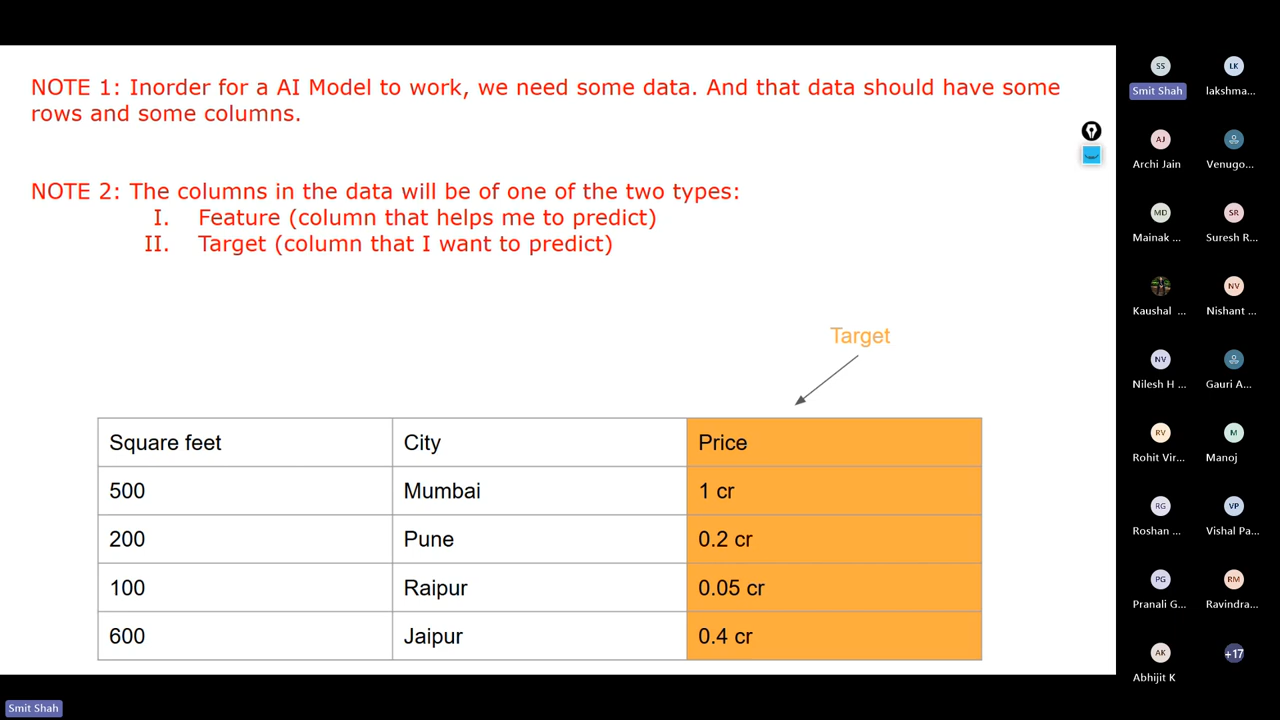 NOTE 1: Inorder for a AI Model to work, we need some data. And that data should have some
rows and some columns.
NOTE 2: The columns in the data will be of one of the two types:
I. Feature (column that helps me to predict)
II. Target (column that I want to predict)
Target
Square feet City Price
500 Mumbai 1 cr
200 Pune 0.2 cr
100 Raipur 0.05 cr
600 Jaipur 0.4 cr
SS LK
Smit Shah lakshma...
AJ
Archi Jain Venugo...
MD SR
Mainak ... Suresh R...
NV
Kaushal ... Nishant ...
NV
Nilesh H ... Gauri A...
RV M
Rohit Vir... Manoj
RG VP
Roshan ... Vishal Pa...
PG RM
Pranali G... Ravindra...
AK +17
Abhijit K
Smit Shah